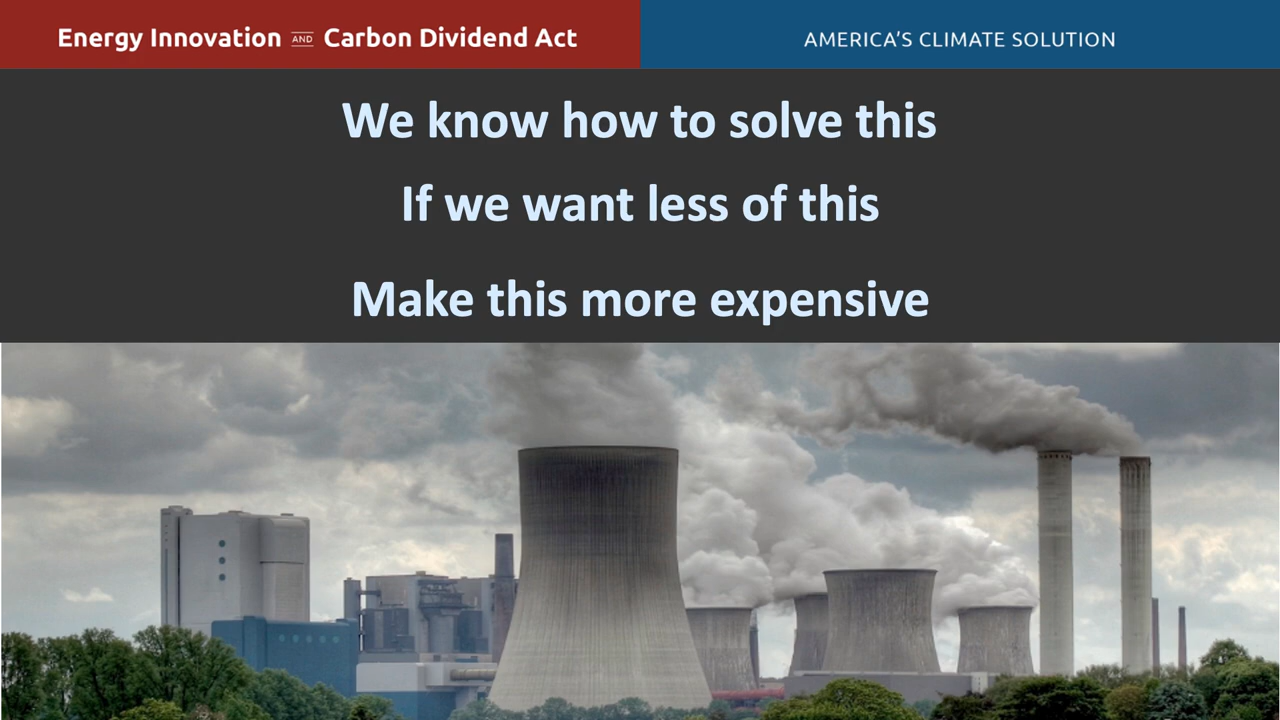 Energy Innovation AND Carbon Dividend Act
AMERICA'S CLIMATE SOLUTION
We know how to solve this
If we want less of this
Make this more expensive